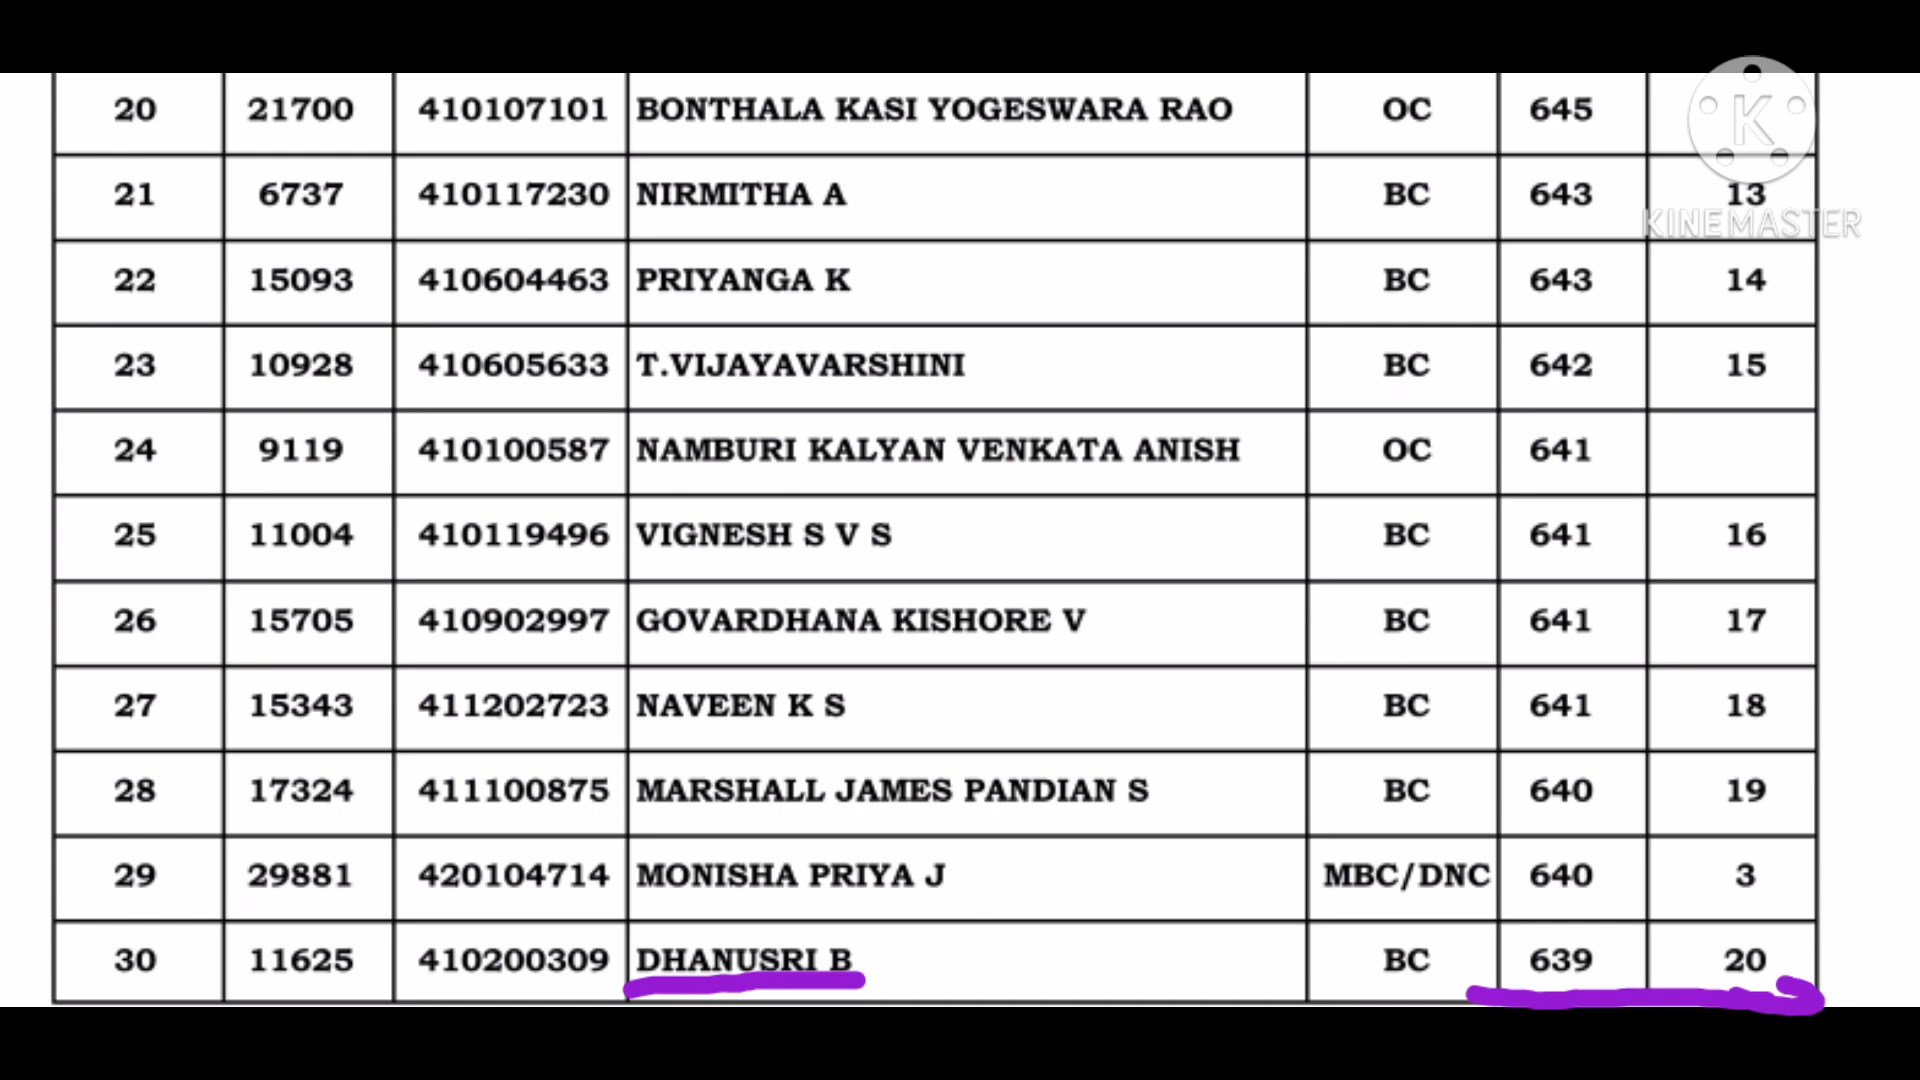 20 21700 410107101 BONTHALA KASI YOGESWARA RAO OC 645
K
21 6737 410117230 NIRMITHA A BC 643 13
KINEMASTER
22 15093 410604463 PRIYANGA K BC 643 14
23 10928 410605633 T.VIJAYAVARSHINI BC 642 15
24 9119 410100587 NAMBURI KALYAN VENKATA ANISH OC 641
25 11004 410119496 VIGNESH S V S BC 641 16
26 15705 410902997 GOVARDHANA KISHORE V BC 641 17
27 15343 411202723 NAVEEN K S BC 641 18
28 17324 411100875 MARSHALL JAMES PANDIAN S BC 640 19
29 29881 420104714 MONISHA PRIYA J MBC/DNC 640 3
30 11625 410200309 DHANUSRI B BC 639 20